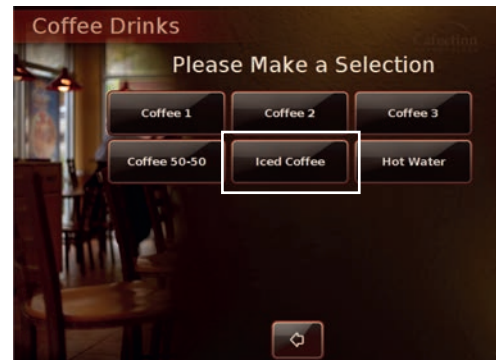 Coffee Drinks
Please Make a Selection
Coffee 1
Coffee 2
Coffee 3
Coffee 50-50
Iced Coffee
Hot Water